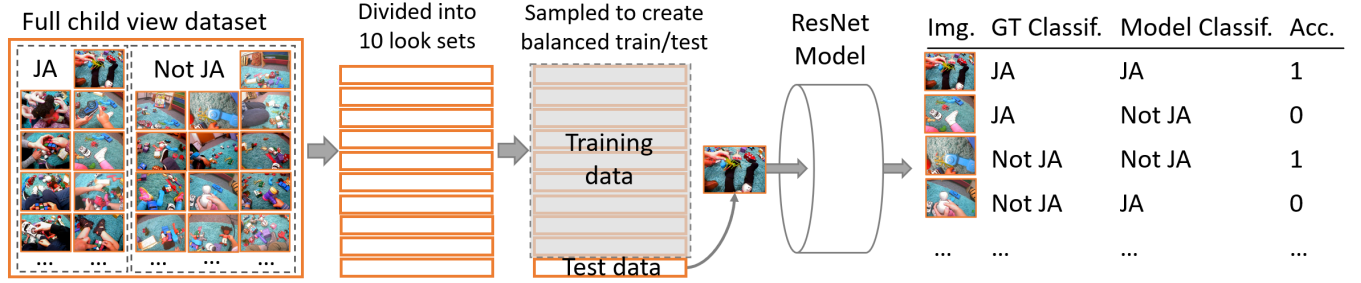 Full child view dataset
JA
Not JA
...
...
...
...
...
Divided into
10 look sets
Sampled to create
balanced train/test
Training
data
Test data
ResNet
Model
Img. GT Classif. Model Classif. Acc.
JA JA 1
JA Not JA 0
Not JA Not JA 1
Not JA JA 0
... ... ... ...